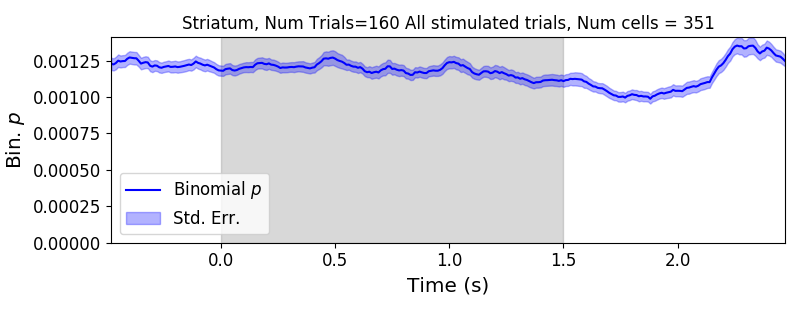 Striatum, Num Trials=160 All stimulated trials, Num cells = 351
Bin. p
0.00125
0.00100
0.00075
0.00050
0.00025
0.00000
Binomial p
Std. Err.
0.0 0.5 1.0 1.5 2.0
Time (s)